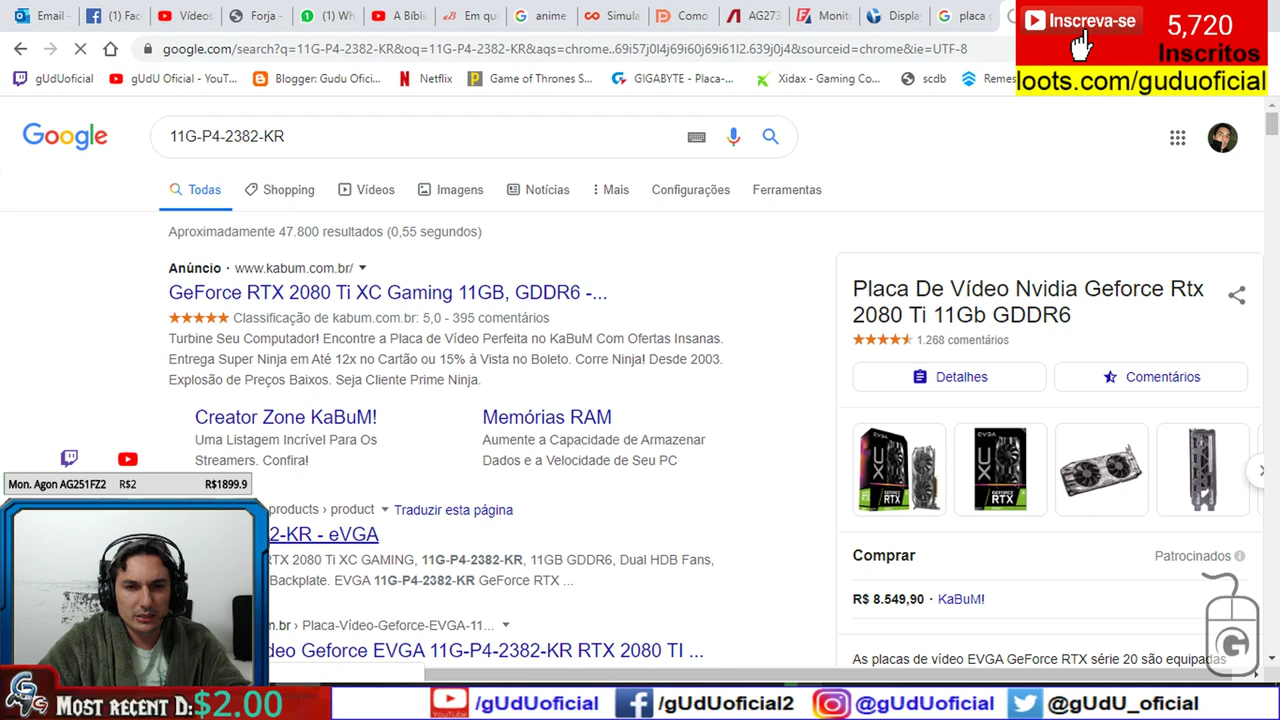 Email -
(1) Fac
Vídeos
Forja -
(1) Wh
A Bíbli
Em que
anime
Simula
Como
AG273
Monito
Display
placa d
google.com/search?q=11G-P4-2382-KR&oq=11G-P4-2382-KR&aqs=chrome..69i57j0l4j69i60j69i61l2.639j0j4&sourceid=chrome&ie=UTF-8
Inscreva-se
5,720
Inscritos
loots.com/guduoficial
gUduoficial
gUdU Oficial - YouT...
Blogger: Gudu Ofici...
Netflix
Game of Thrones S...
GIGABYTE - Placa-...
Xidax - Gaming Co...
scdb
Remes
Google
11G-P4-2382-KR
Todas
Shopping
Vídeos
Imagens
Notícias
Mais
Configurações
Ferramentas
Aproximadamente 47.800 resultados (0,55 segundos)
Anúncio · www.kabum.com.br/
GeForce RTX 2080 Ti XC Gaming 11GB, GDDR6 -...
Classificação de kabum.com.br: 5,0 - 395 comentários
Turbine Seu Computador! Encontre a Placa de Vídeo Perfeita no KaBuM Com Ofertas Insanas.
Entrega Super Ninja em Até 12x no Cartão ou 15% à Vista no Boleto. Corre Ninja! Desde 2003.
Explosão de Preços Baixos. Seja Cliente Prime Ninja.
Creator Zone KaBuM!
Uma Listagem Incrível Para Os
Streamers. Confira!
Memórias RAM
Aumente a Capacidade de Armazenar
Dados e a Velocidade de Seu PC
Mon. Agon AG251FZ2 R$2 R$1899.9
products › product
Traduzir esta página
2-KR - eVGA
RTX 2080 Ti XC GAMING, 11G-P4-2382-KR, 11GB GDDR6, Dual HDB Fans,
Backplate. EVGA 11G-P4-2382-KR GeForce RTX ...
n.br › Placa-Vídeo-Geforce-EVGA-11...
deo Geforce EVGA 11G-P4-2382-KR RTX 2080 TI ...
Placa De Vídeo Nvidia Geforce Rtx
2080 Ti 11Gb GDDR6
1.268 comentários
Detalhes
Comentários
Comprar
Patrocinados
R$ 8.549,90 · KaBuM!
As placas de vídeo EVGA GeForce RTX série 20 são equipadas
Most recent D: $2.00
/gUdUoficial
/gUdUoficial2
@gUdUoficial
@gUdU_oficial